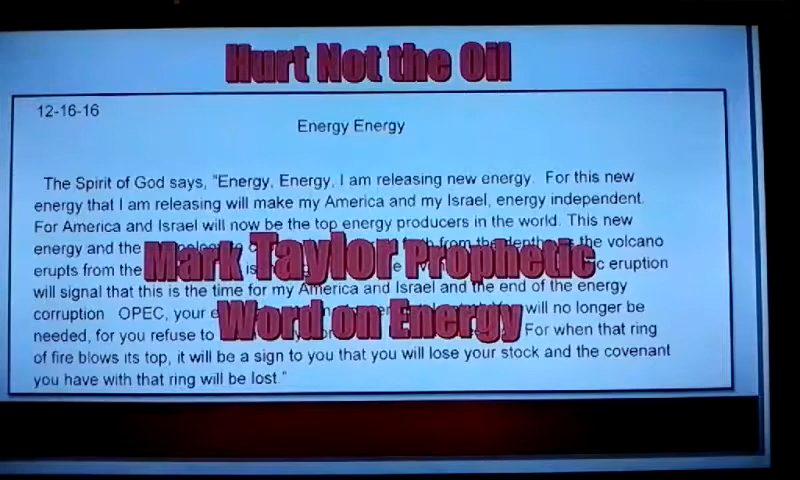 Hurt Not the Oil
12-16-16
Energy Energy
The Spirit of God says, "Energy, Energy, I am releasing new energy. For this new
energy that I am releasing will make my America and my Israel, energy independent.
For America and Israel will now be the top energy producers in the world. This new
energy and the from the the volcano
erupts from the eruption
Mark Taylor Prophetic
will signal that this is the time for my America and Israel and the end of the energy
corruption OPEC, your will no longer be
needed, for you refuse to For when that ring
Word on Energy
of fire blows its top, it will be a sign to you that you will lose your stock and the covenant
you have with that ring will be lost."